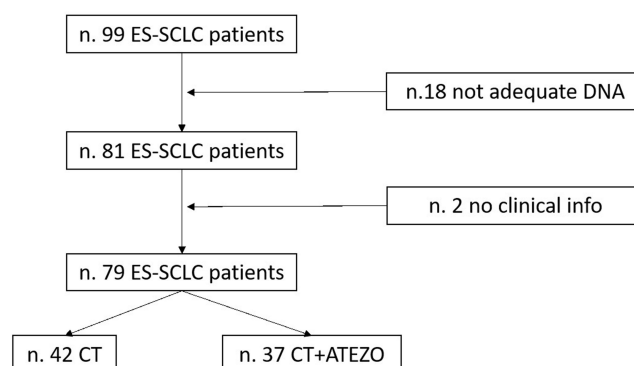 n. 99 ES-SCLC patients
n.18 not adequate DNA
n. 81 ES-SCLC patients
n. 2 no clinical info
n. 79 ES-SCLC patients
n. 42 CT
n. 37 CT+ATEZO